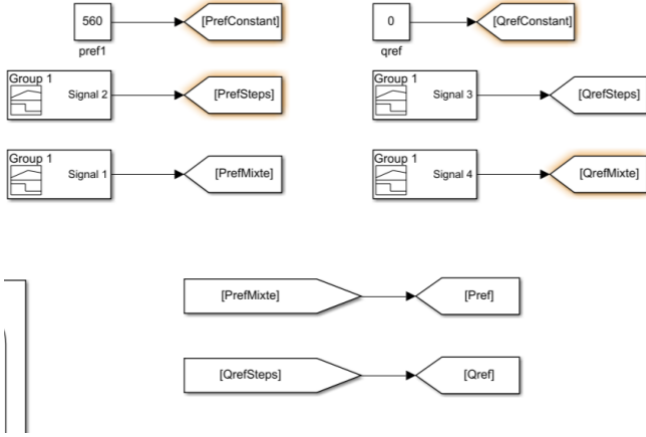 560
[PrefConstant]
pref1
0
[QrefConstant]
qref
Group 1
Signal 2
[PrefSteps]
Group 1
Signal 3
[QrefSteps]
Group 1
Signal 1
[PrefMixte]
Group 1
Signal 4
[QrefMixte]
[PrefMixte]
[Pref]
[QrefSteps]
[Qref]